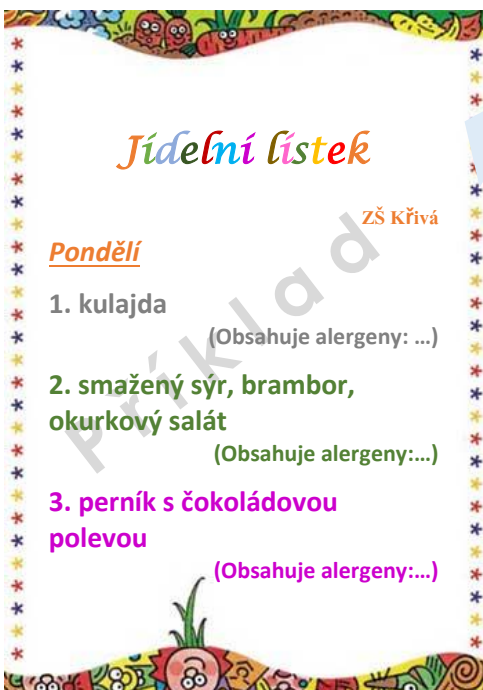 Jídelní lístek
ZŠ Křivá
Pondělí
1. kulajda
(Obsahuje alergeny: …)
2. smažený sýr, brambor,
okurkový salát
(Obsahuje alergeny:…)
3. perník s čokoládovou
polevou
(Obsahuje alergeny:…)
Příklad